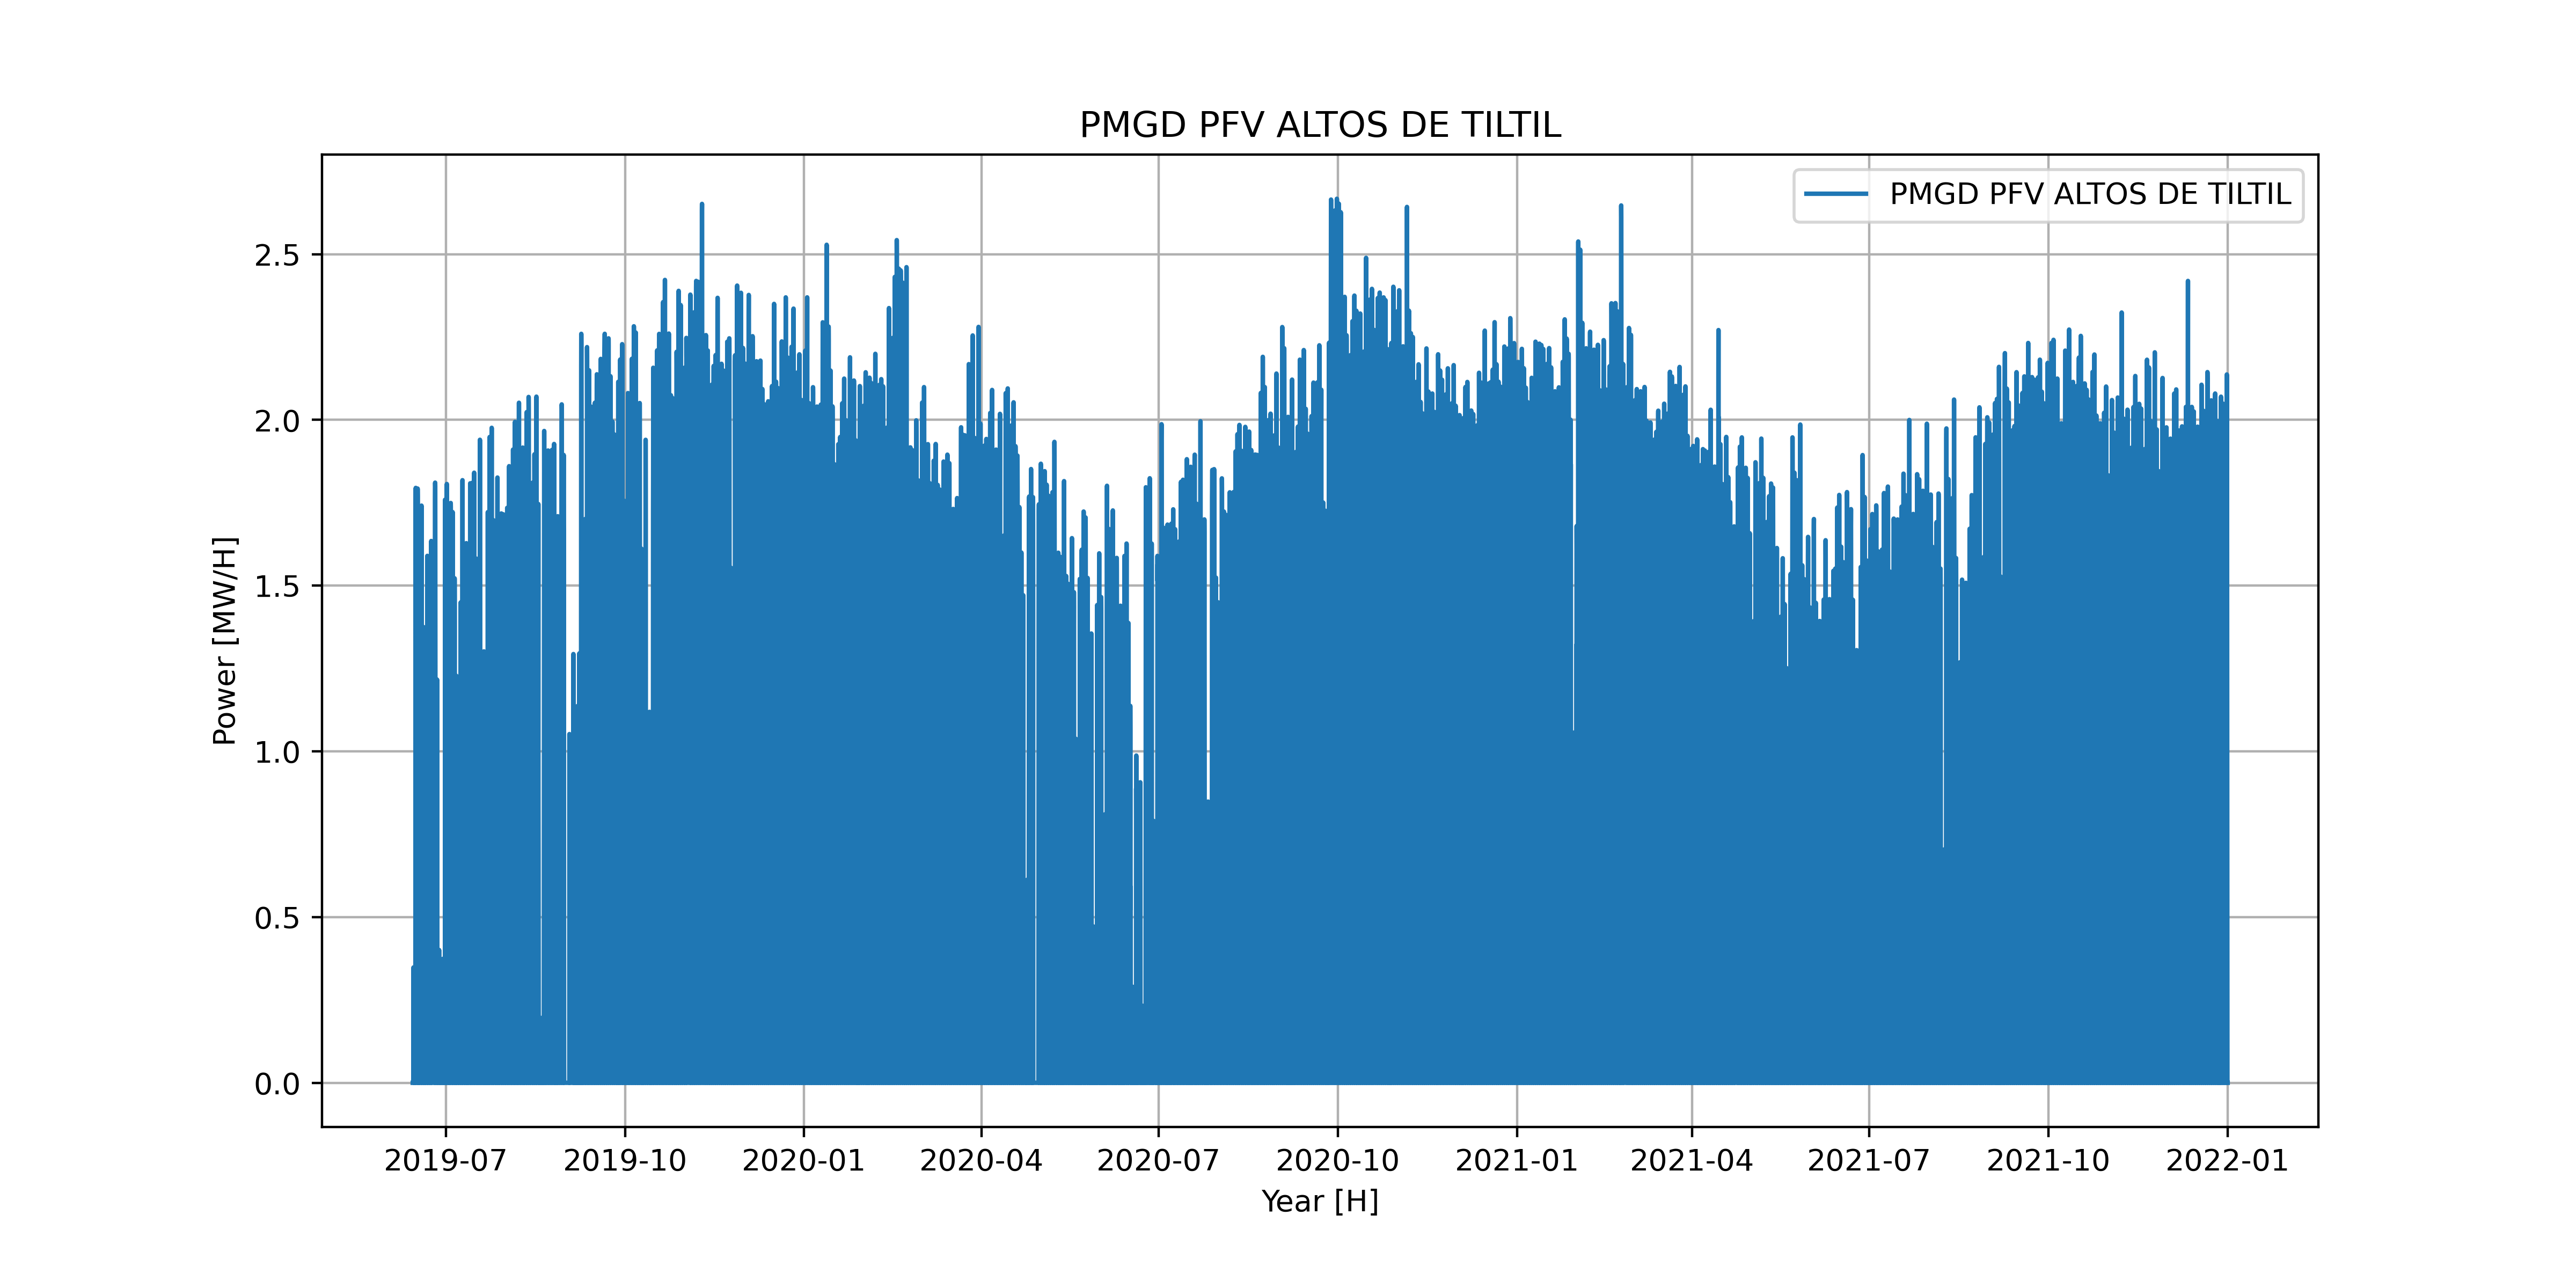 PMGD PFV ALTOS DE TILTIL
PMGD PFV ALTOS DE TILTIL
2.5
2.0
1.5
1.0
0.5
0.0
Power [MW/H]
2019-07 2019-10 2020-01 2020-04 2020-07 2020-10 2021-01 2021-04 2021-07 2021-10 2022-01
Year [H]